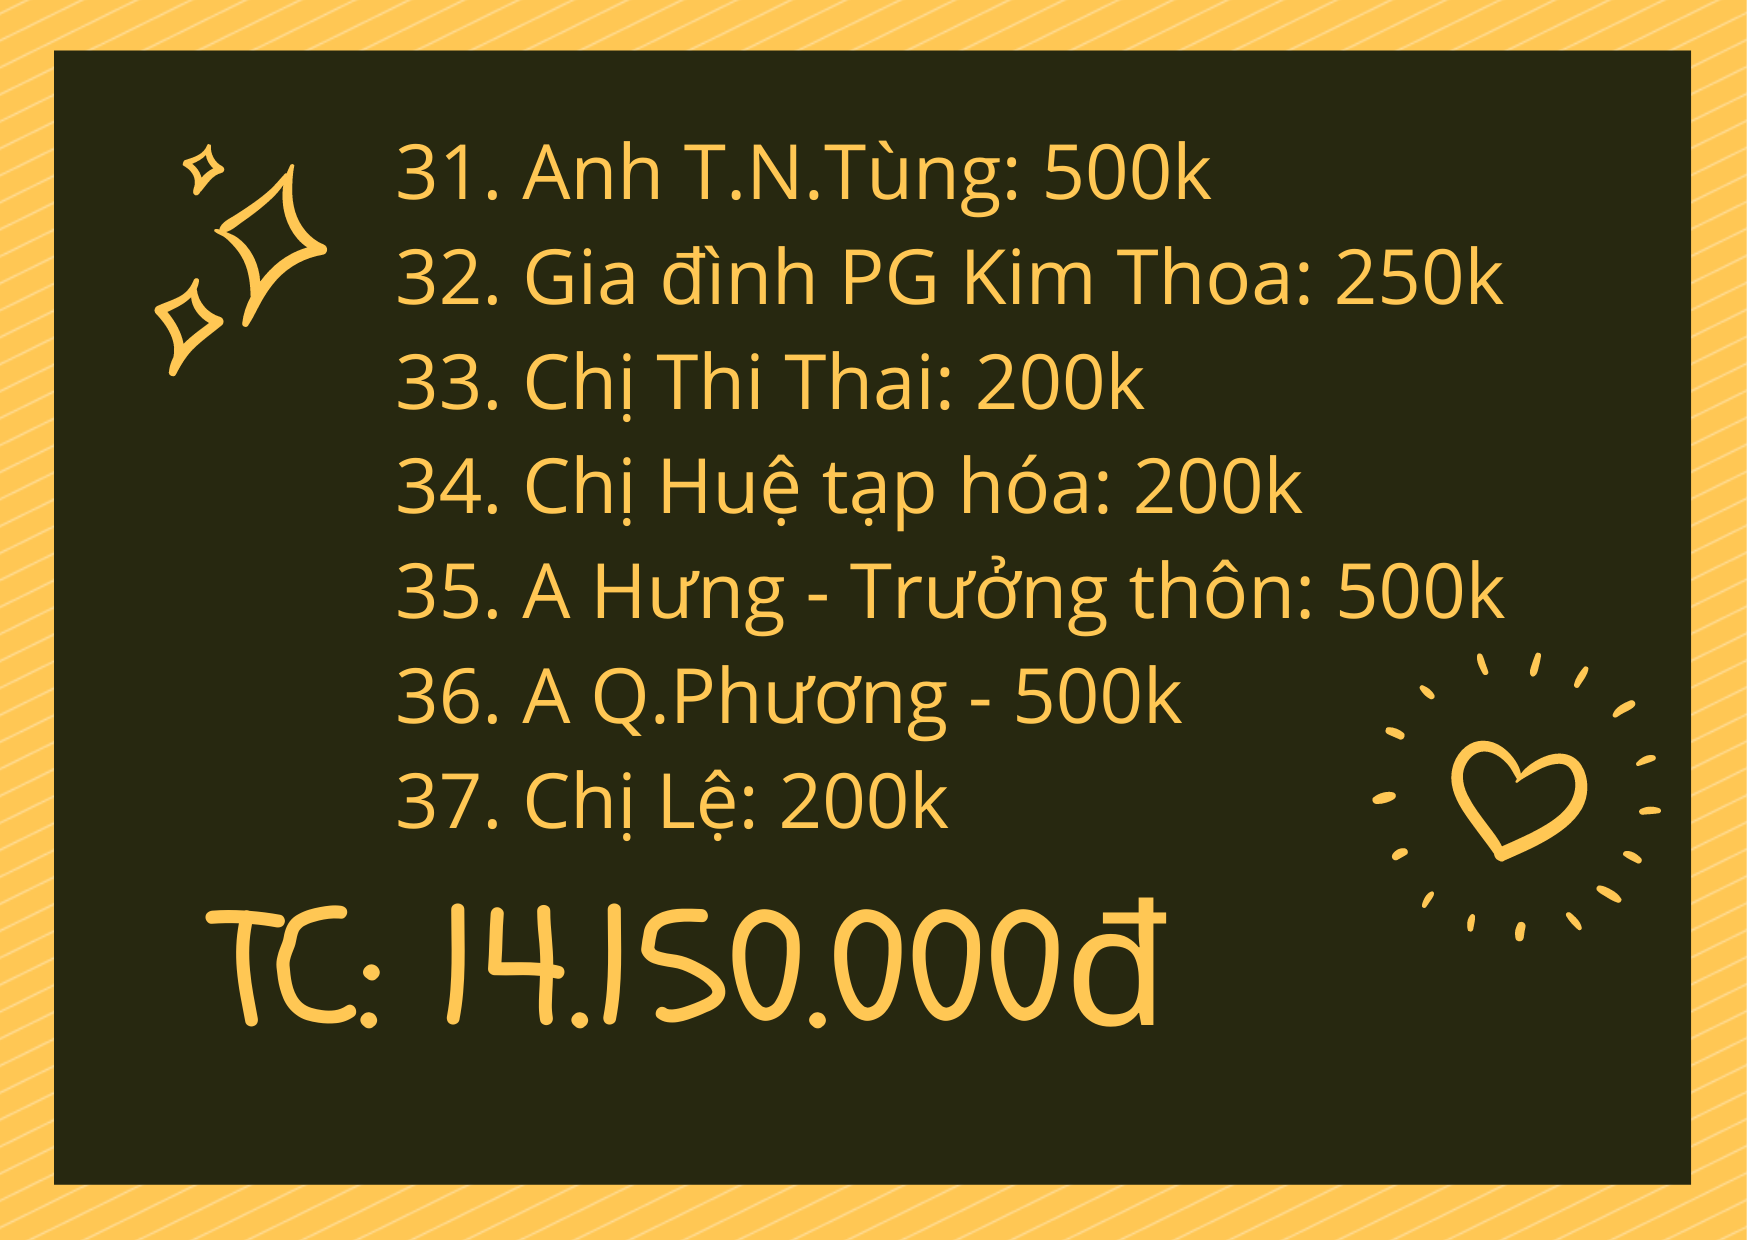 31. Anh T.N.Tùng: 500k
32. Gia đình PG Kim Thoa: 250k
33. Chị Thi Thai: 200k
34. Chị Huệ tạp hóa: 200k
35. A Hưng - Trưởng thôn: 500k
36. A Q.Phương - 500k
37. Chị Lệ: 200k
TC: 14.150.000đ